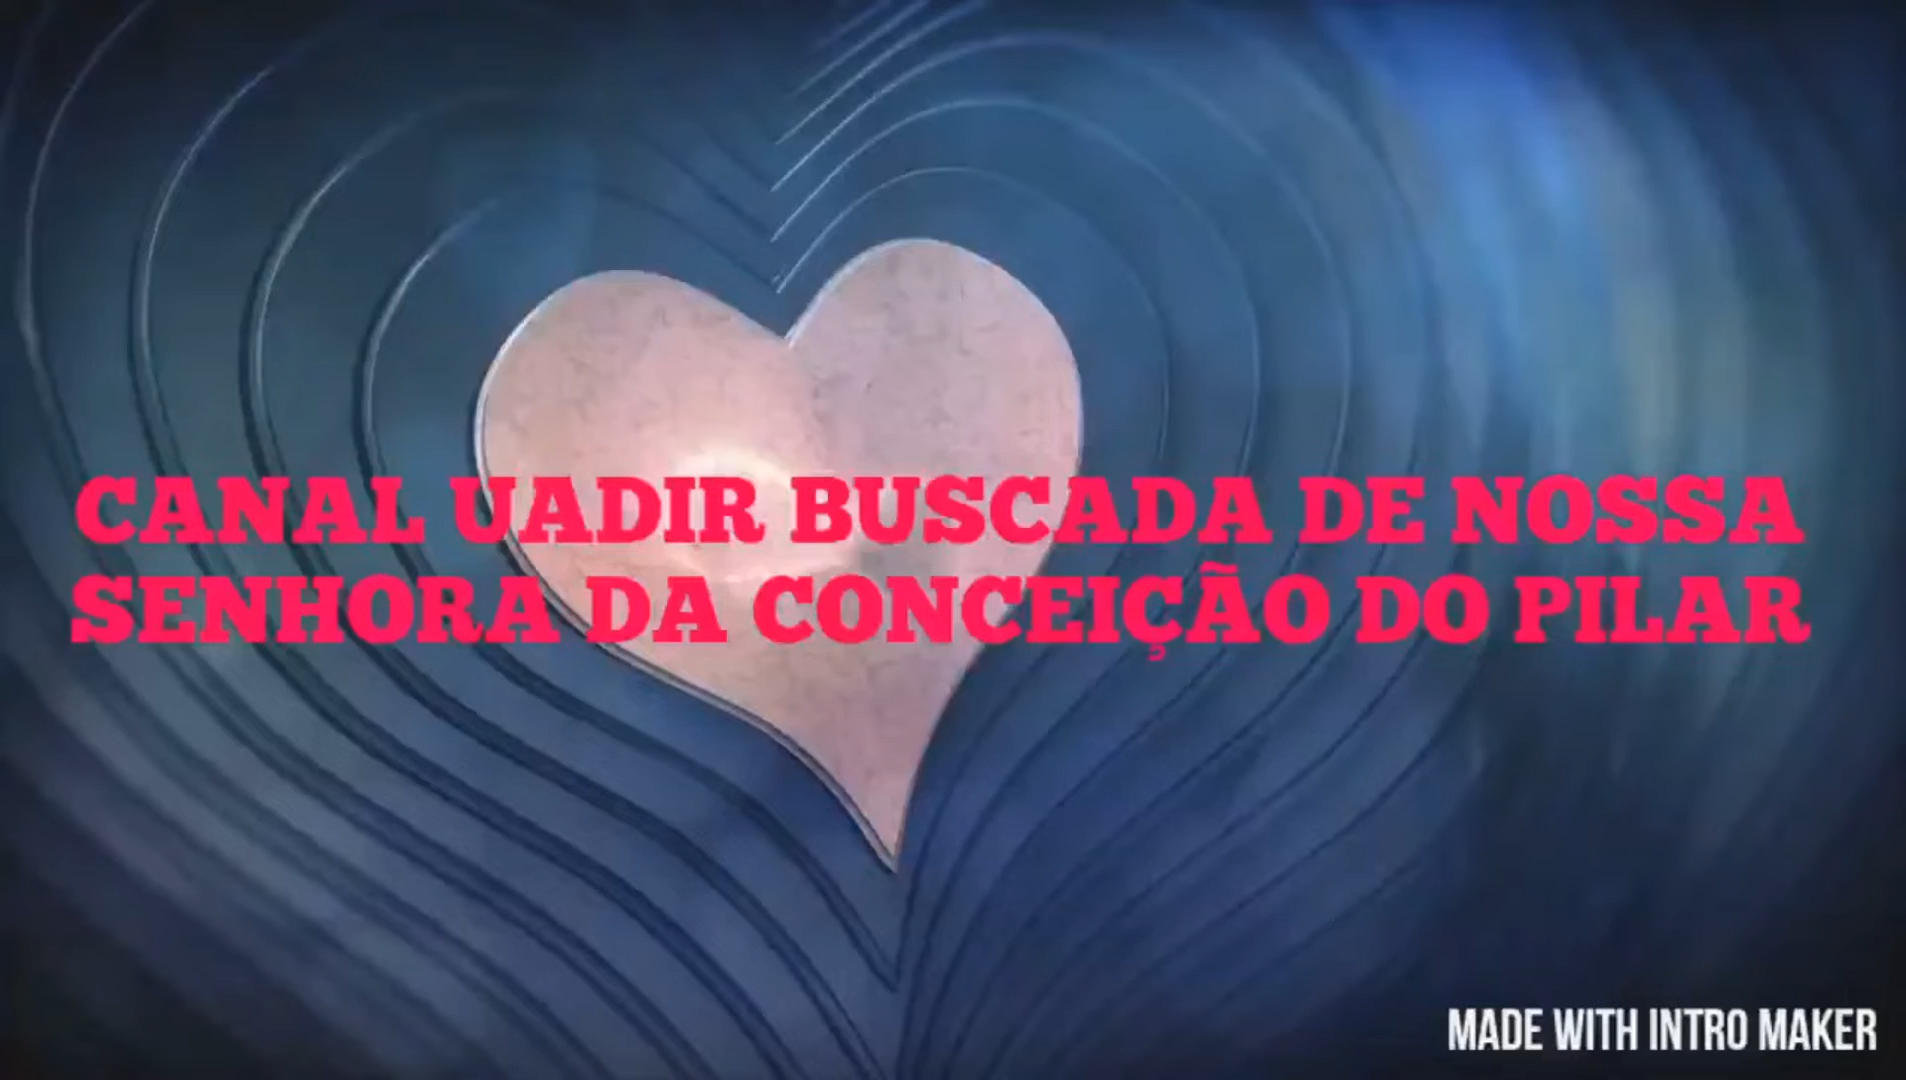 CANAL UADIR BUSCADA DE NOSSA
SENHORA DA CONCEIÇÃO DO PILAR
MADE WITH INTRO MAKER